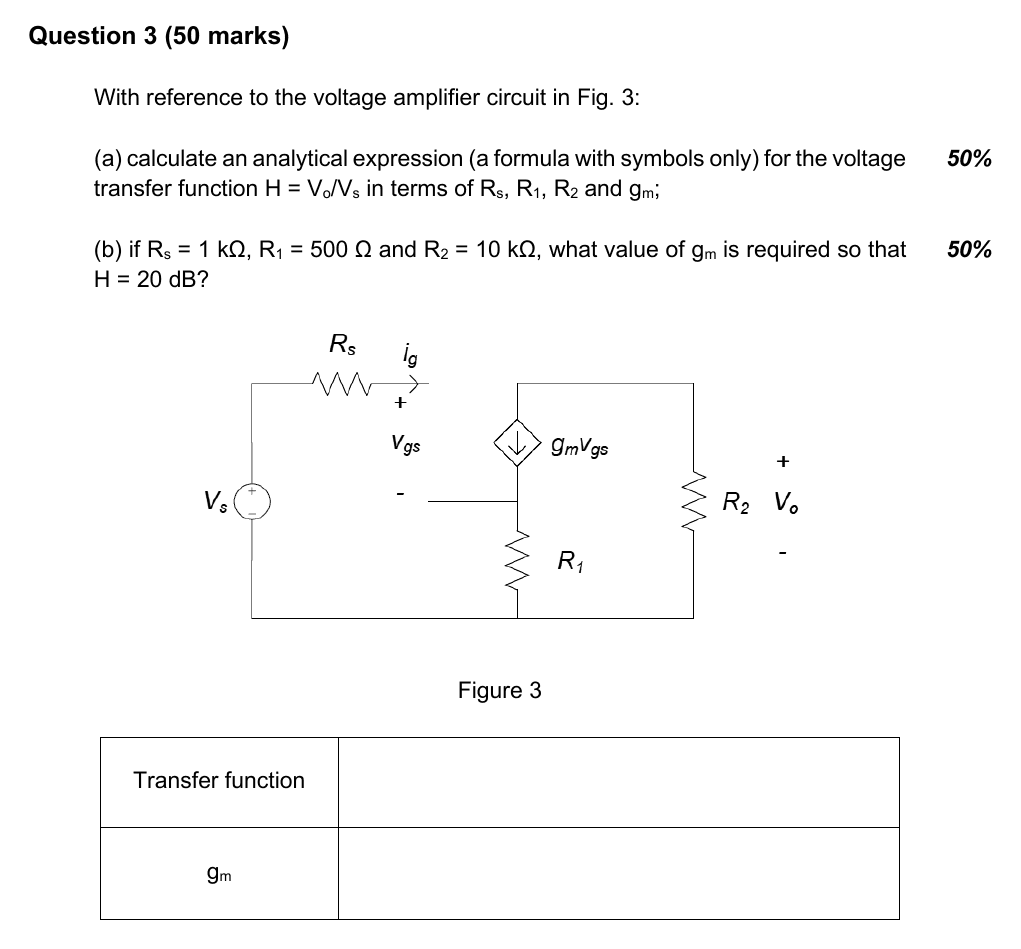 Question 3 (50 marks)
With reference to the voltage amplifier circuit in Fig. 3:
(a) calculate an analytical expression (a formula with symbols only) for the voltage 50%
transfer function H = Vo/Vs in terms of Rs, R1, R2 and gm;
(b) if Rs = 1 kΩ, R1 = 500 Ω and R2 = 10 kΩ, what value of gm is required so that 50%
H = 20 dB?
Rs
ig
+
Vgs
-
gmVgs
+
Vs
+
-
R2 Vo
-
R1
Figure 3
Transfer function
gm